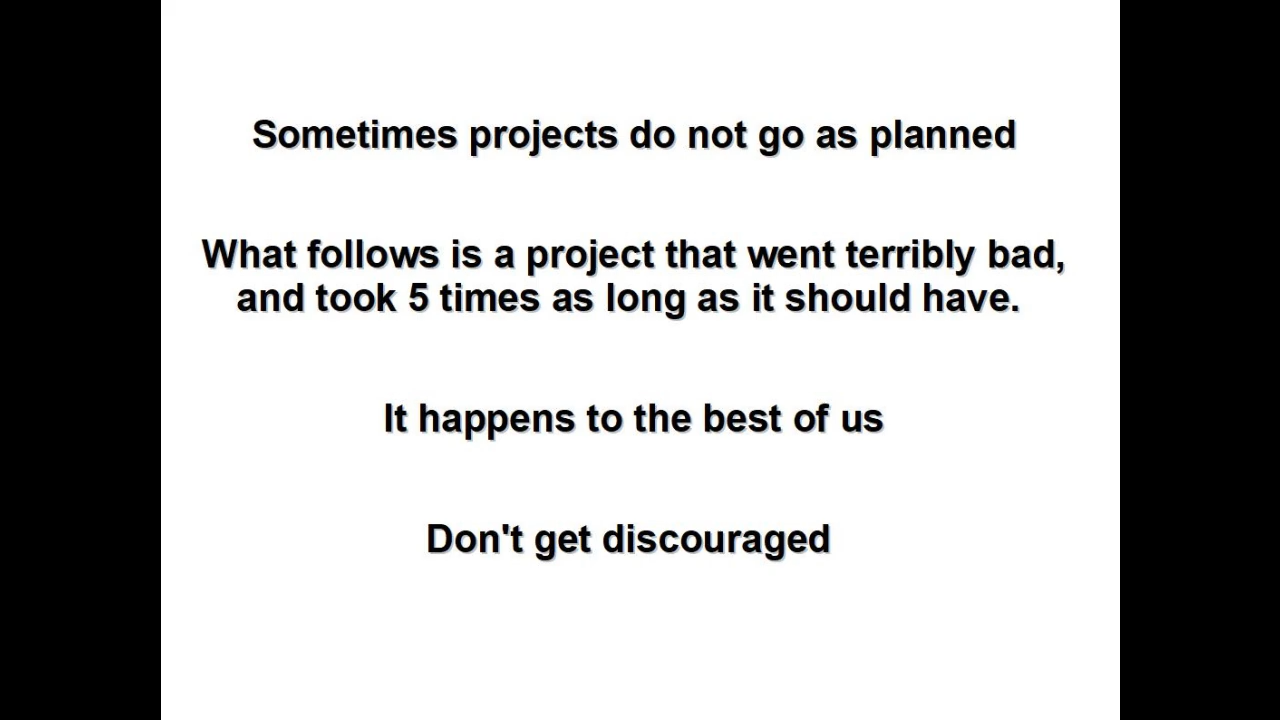 Sometimes projects do not go as planned
What follows is a project that went terribly bad,
and took 5 times as long as it should have.
It happens to the best of us
Don't get discouraged